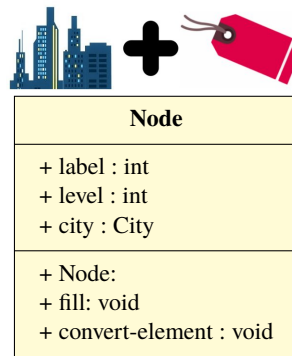 Node
+ label : int
+ level : int
+ city : City
+ Node:
+ fill: void
+ convert-element : void